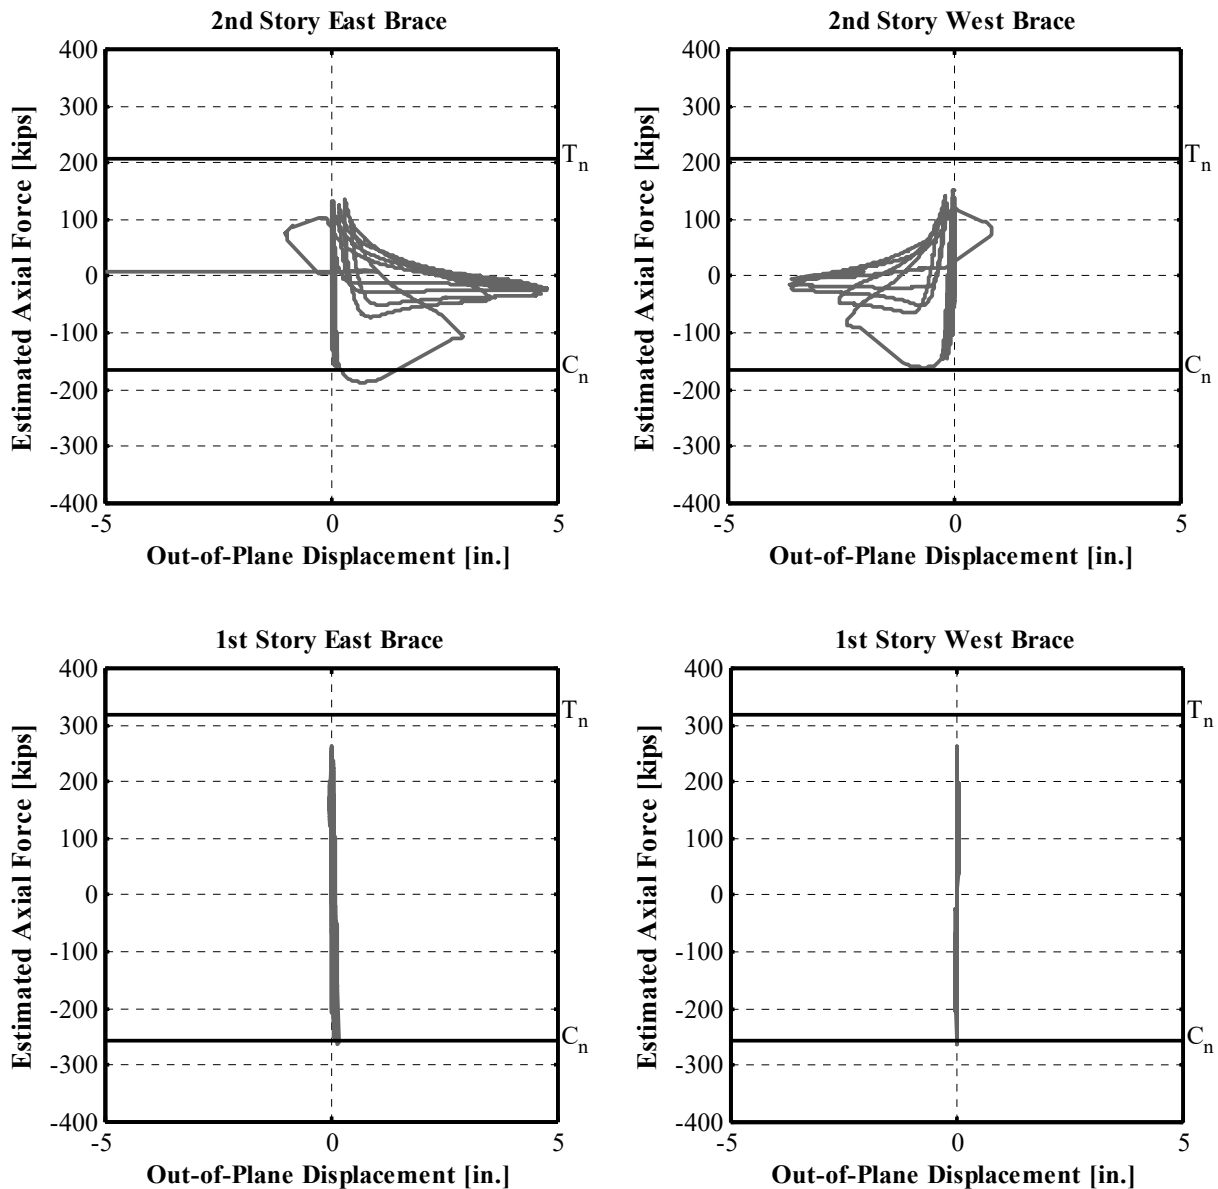 2nd Story East Brace
400
300
200
100
0
-100
-200
-300
-400
Estimated Axial Force [kips]
T
n
C
n
-5
0
5
Out-of-Plane Displacement [in.]
2nd Story West Brace
400
300
200
100
0
-100
-200
-300
-400
Estimated Axial Force [kips]
T
n
C
n
-5
0
5
Out-of-Plane Displacement [in.]
1st Story East Brace
400
300
200
100
0
-100
-200
-300
-400
Estimated Axial Force [kips]
T
n
C
n
-5
0
5
Out-of-Plane Displacement [in.]
1st Story West Brace
400
300
200
100
0
-100
-200
-300
-400
Estimated Axial Force [kips]
T
n
C
n
-5
0
5
Out-of-Plane Displacement [in.]